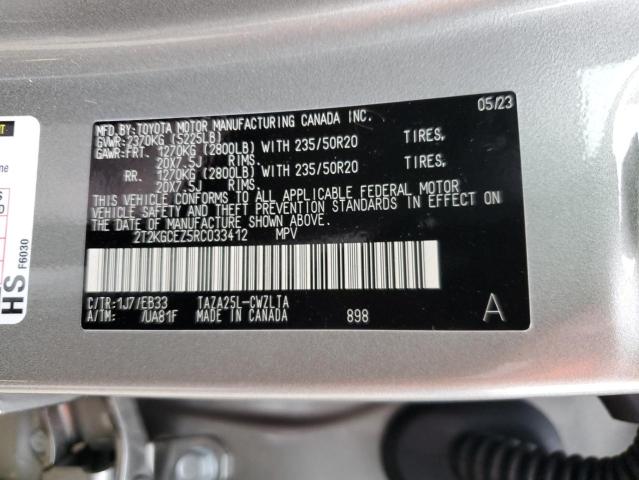 05/23
MFD. BY: TOYOTA MOTOR MANUFACTURING CANADA INC.
GVWR: 2370KG (5225LB)
GAWR: FRT. 1270KG (2800LB) WITH 235/50R20 TIRES,
20X7.5J RIMS.
RR. 1270KG (2800LB) WITH 235/50R20 TIRES,
20X7.5J RIMS.
THIS VEHICLE CONFORMS TO ALL APPLICABLE FEDERAL MOTOR
VEHICLE SAFETY AND THEFT PREVENTION STANDARDS IN EFFECT
ON THE DATE OF MANUFACTURE SHOWN ABOVE.
2T2KGCEZ5RC033412 MPV
C/TR: 1J7/EB33 TAZA25L-CWZLTA
A/TM: /UA81F MADE IN CANADA 898
A
HS F6030